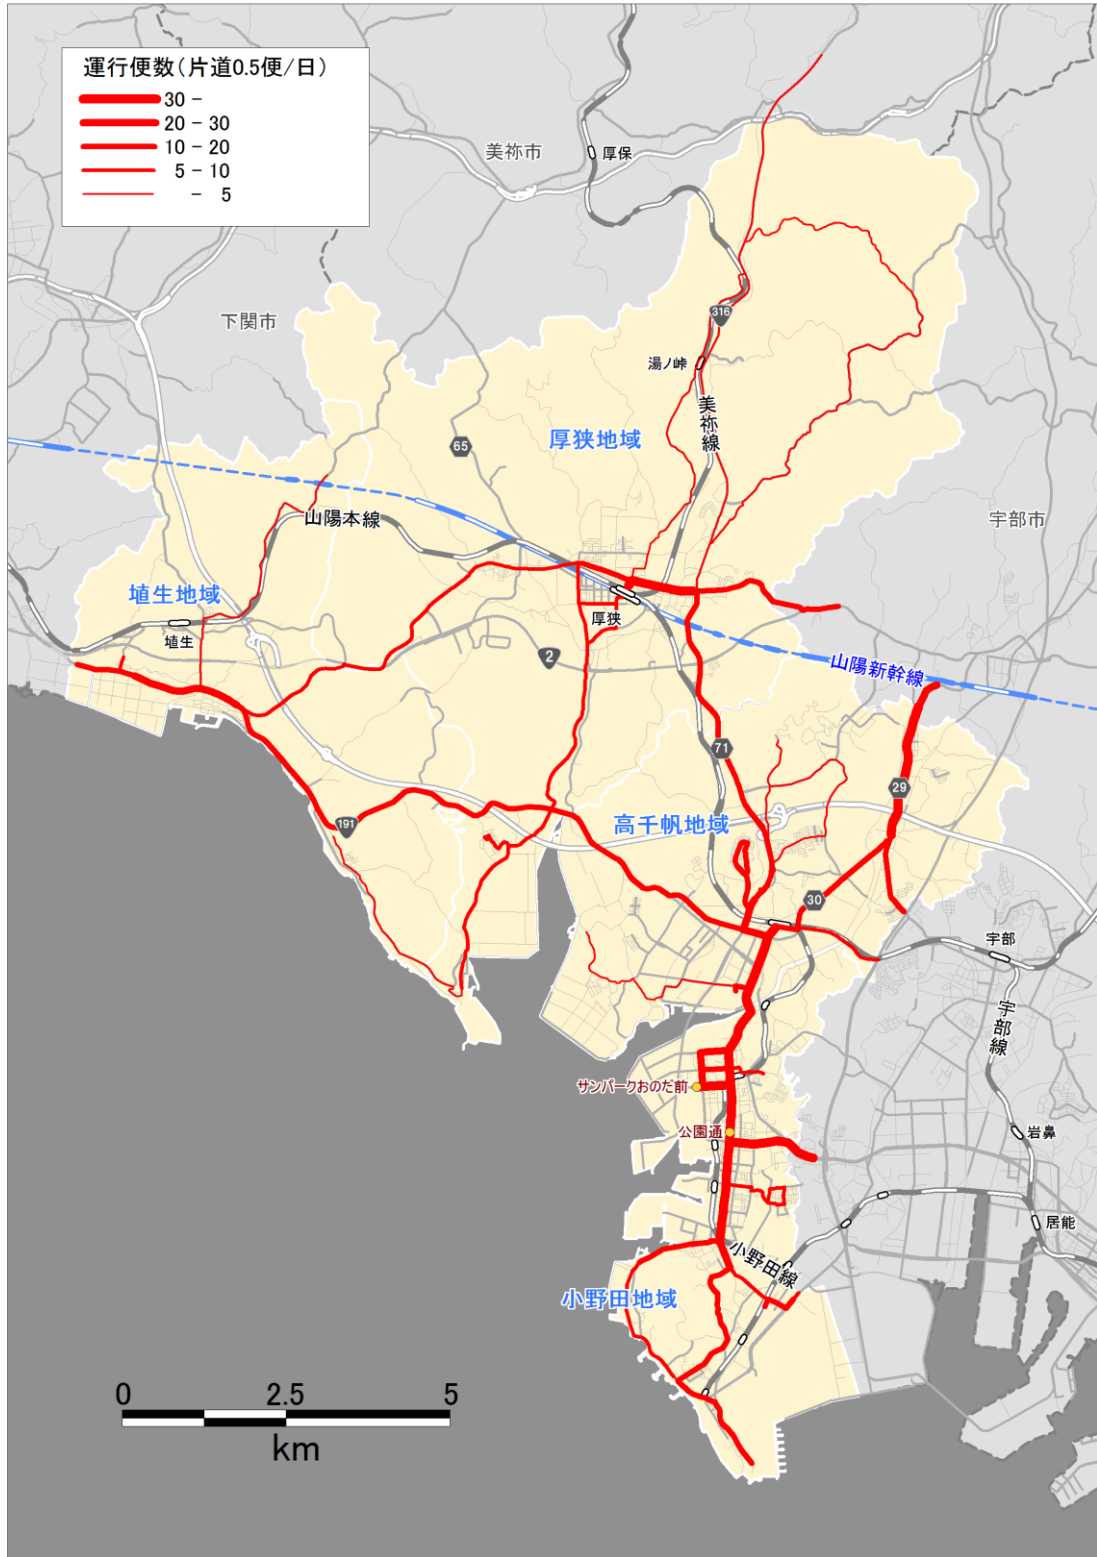 運行便数(片道0.5便/日)
30 -
20 - 30
10 - 20
5 - 10
- 5
美祢市
厚保
下関市
316
湯ノ峠
美祢線
65
厚狭地域
山陽本線
宇部市
埴生地域
埴生
厚狭
2
山陽新幹線
71
29
191
高千帆地域
30
宇部
宇部線
サンパークおのだ前
公園通
岩鼻
居能
小野田線
小野田地域
0 2.5 5
km